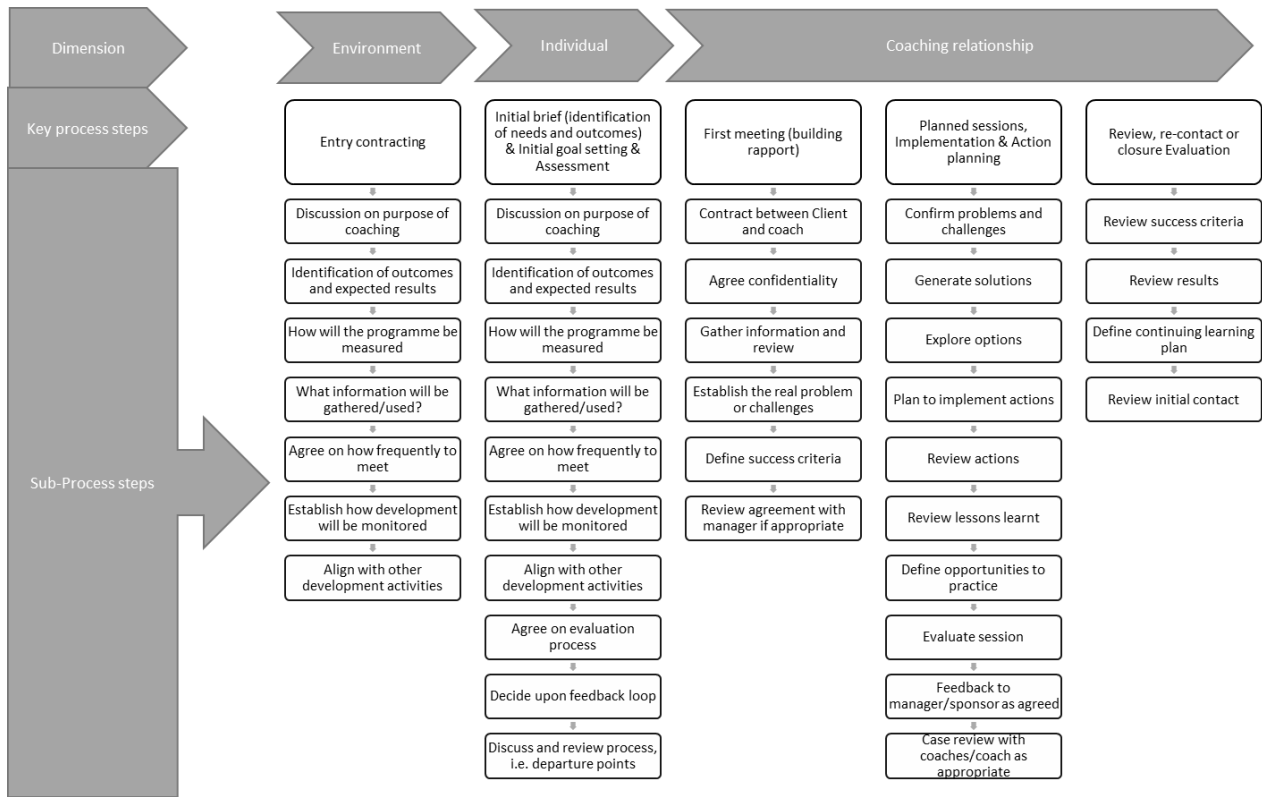 Dimension
Environment
Individual
Coaching relationship
Key process steps
Entry contracting
Initial brief (identification
of needs and outcomes)
& Initial goal setting &
Assessment
First meeting (building
rapport)
Planned sessions,
Implementation & Action
planning
Review, re-contact or
closure Evaluation
Sub-Process steps
Discussion on purpose of
coaching
Identification of outcomes
and expected results
How will the programme be
measured
What information will be
gathered/used?
Agree on how frequently to
meet
Establish how development
will be monitored
Align with other
development activities
Discussion on purpose of
coaching
Identification of outcomes
and expected results
How will the programme be
measured
What information will be
gathered/used?
Agree on how frequently to
meet
Establish how development
will be monitored
Align with other
development activities
Agree on evaluation
process
Decide upon feedback loop
Discuss and review process,
i.e. departure points
Contract between Client
and coach
Agree confidentiality
Gather information and
review
Establish the real problem
or challenges
Define success criteria
Review agreement with
manager if appropriate
Confirm problems and
challenges
Generate solutions
Explore options
Plan to implement actions
Review actions
Review lessons learnt
Define opportunities to
practice
Evaluate session
Feedback to
manager/sponsor as agreed
Case review with
coaches/coach as
appropriate
Review success criteria
Review results
Define continuing learning
plan
Review initial contact